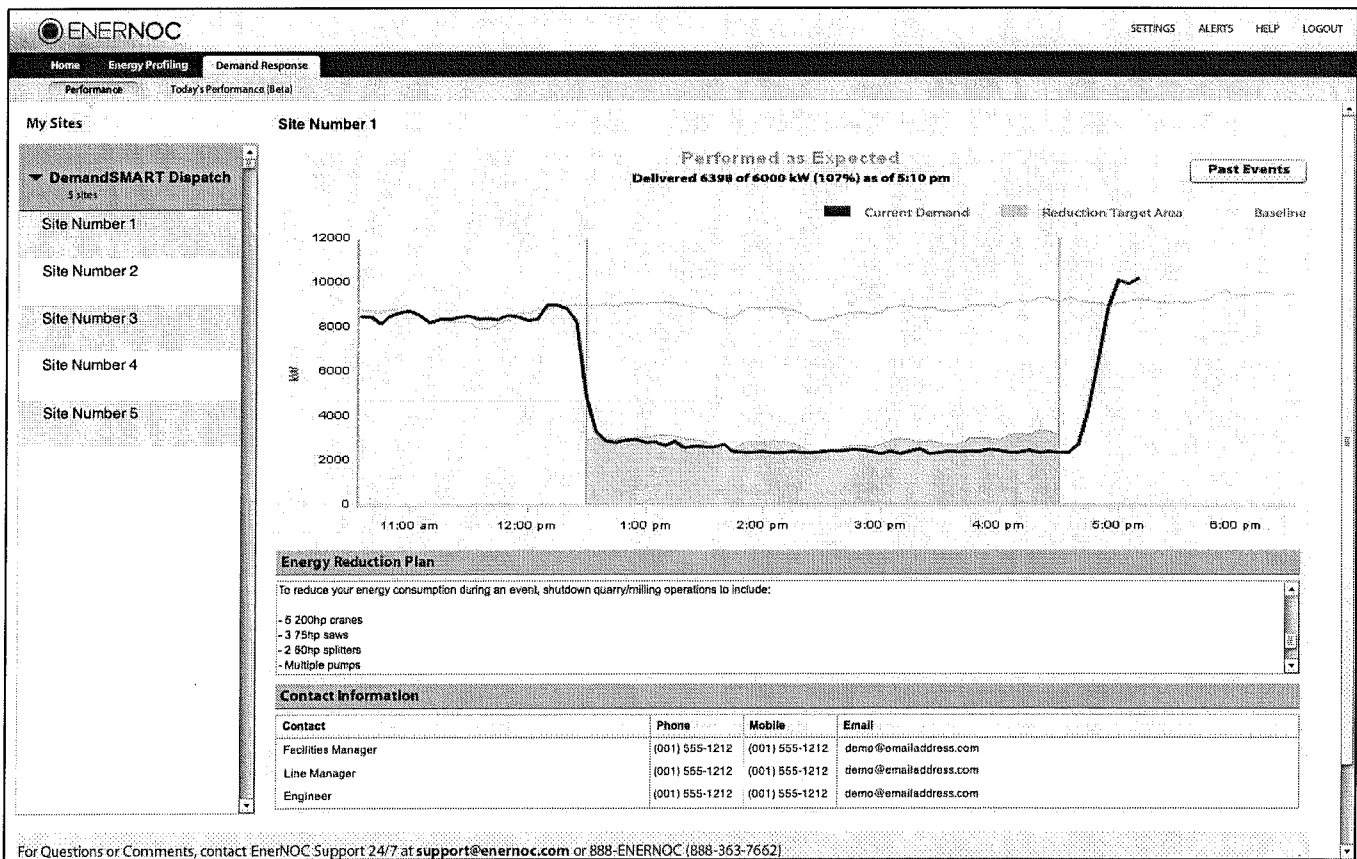 ENERNOC
SETTINGS ALERTS HELP LOGOUT
Home Energy Profiling Demand Response
Performance Today's Performance (Beta)
My Sites
DemandSMART Dispatch
5 sites
Site Number 1
Site Number 2
Site Number 3
Site Number 4
Site Number 5
Site Number 1
Performed as Expected
Delivered 6398 of 6000 kW (107%) as of 5:10 pm
Past Events
Current Demand Reduction Target Area Baseline
12000
10000
8000
6000
4000
2000
0
kW
11:00 am 12:00 pm 1:00 pm 2:00 pm 3:00 pm 4:00 pm 5:00 pm 6:00 pm
Energy Reduction Plan
To reduce your energy consumption during an event, shutdown quarry/milling operations to include:
- 5 200hp cranes
- 3 75hp saws
- 2 50hp splitters
- Multiple pumps
Contact Information
Contact Phone Mobile Email
Facilities Manager (001) 555-1212 (001) 555-1212 demo@emailaddress.com
Line Manager (001) 555-1212 (001) 555-1212 demo@emailaddress.com
Engineer (001) 555-1212 (001) 555-1212 demo@emailaddress.com
For Questions or Comments, contact EnerNOC Support 24/7 at support@enernoc.com or 888-ENERNOC (888-363-7662)